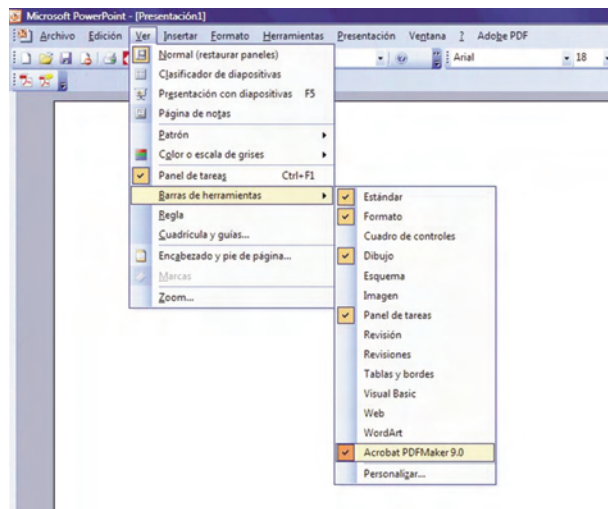 Microsoft PowerPoint - [Presentación1]
Archivo Edición Ver Insertar Formato Herramientas Presentación Ventana ? Adobe PDF
Arial 18
Normal (restaurar paneles)
Clasificador de diapositivas
Presentación con diapositivas F5
Página de notas
Patrón
Color o escala de grises
Panel de tareas Ctrl+F1
Barras de herramientas
Regla
Cuadrícula y guías...
Encabezado y pie de página...
Marcas
Zoom...
Estándar
Formato
Cuadro de controles
Dibujo
Esquema
Imagen
Panel de tareas
Revisión
Revisiones
Tablas y bordes
Visual Basic
Web
WordArt
Acrobat PDFMaker 9.0
Personalizar...